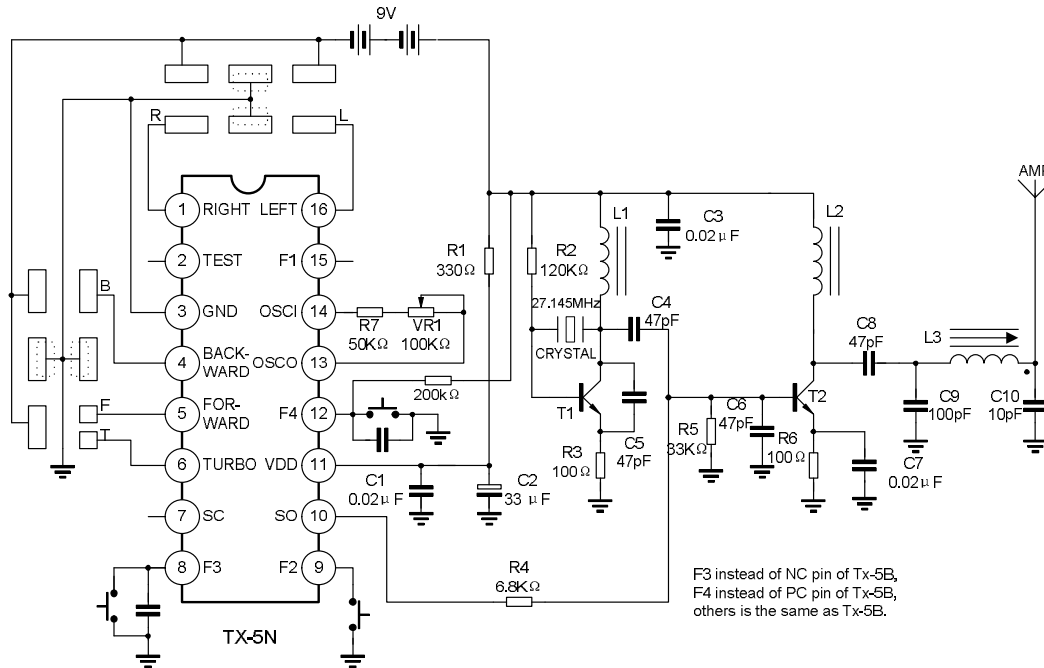 9V
R
L
AMP
1
RIGHT
LEFT
16
2
TEST
F1
15
3
GND
OSCI
14
4
BACK-
WARD
OSCO
13
5
FOR-
WARD
F4
12
6
TURBO
VDD
11
7
SC
SO
10
8
F3
F2
9
TX-5N
B
F
T
R7
50KΩ
VR1
100KΩ
200kΩ
R1
330Ω
C1
0.02μF
C2
33μF
R2
120KΩ
L1
27.145MHz
CRYSTAL
C4
47pF
T1
R3
100Ω
C5
47pF
C3
0.02μF
R4
6.8KΩ
R5
33KΩ
C6
47pF
R6
100Ω
T2
C7
0.02μF
L2
C8
47pF
L3
C9
100pF
C10
10pF
F3 instead of NC pin of Tx-5B,
F4 instead of PC pin of Tx-5B,
others is the same as Tx-5B.